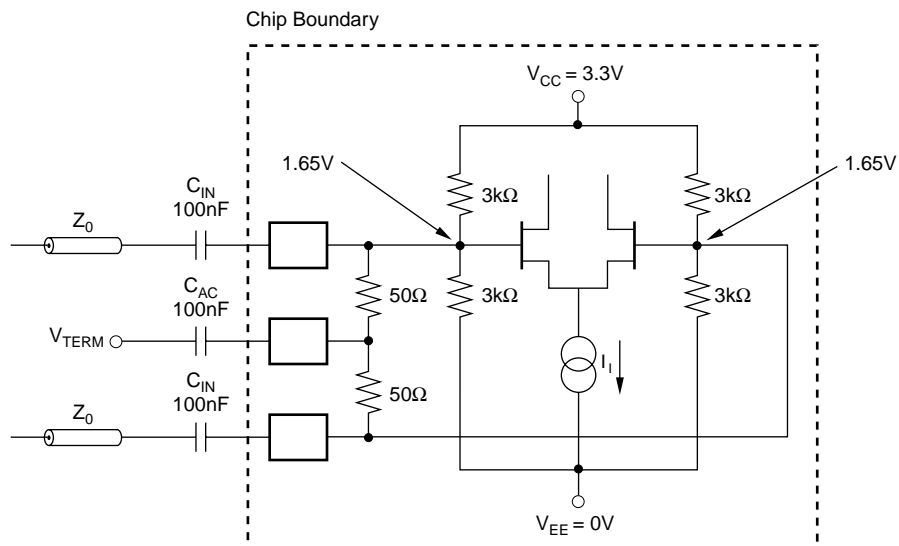 Chip Boundary
V_CC = 3.3V
1.65V
1.65V
C_IN
100nF
3kΩ
3kΩ
Z_0
C_AC
100nF
50Ω
3kΩ
3kΩ
V_TERM
I_I
C_IN
100nF
50Ω
Z_0
V_EE = 0V